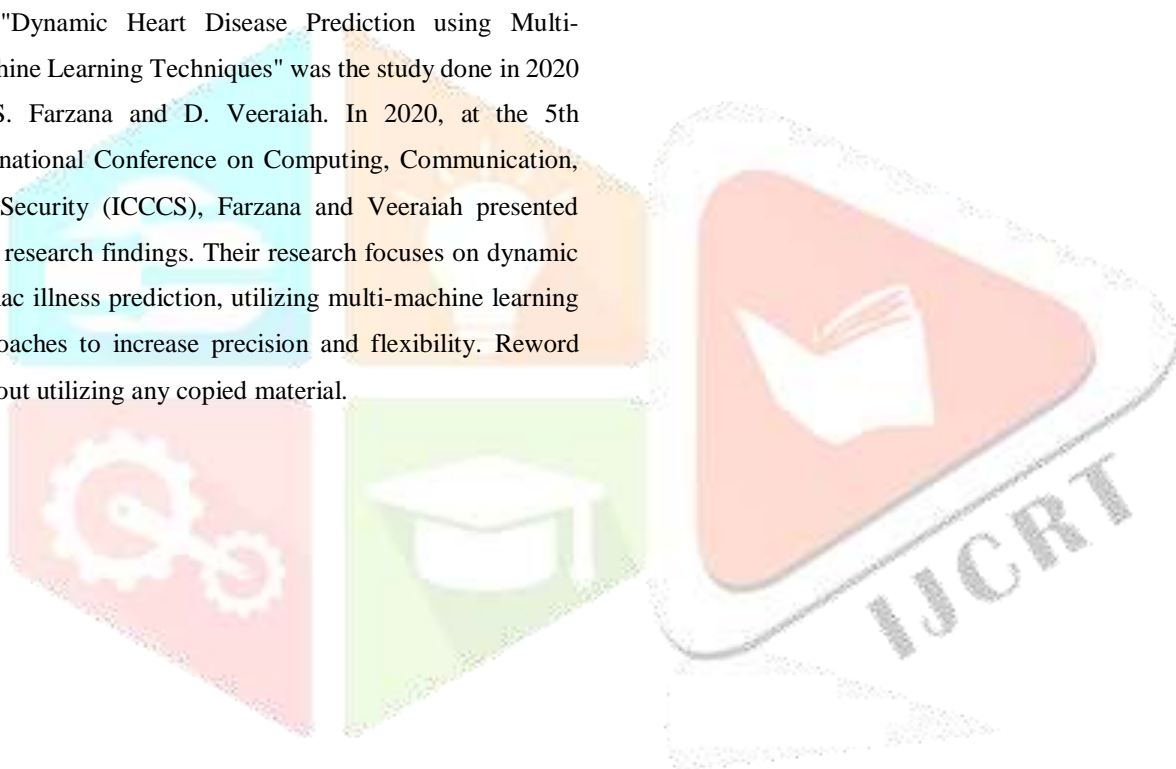 "Dynamic Heart Disease Prediction using Multi-
hine Learning Techniques" was the study done in 2020
S. Farzana and D. Veeraiah. In 2020, at the 5th
national Conference on Computing, Communication,
Security (ICCCS), Farzana and Veeraiah presented
research findings. Their research focuses on dynamic
iac illness prediction, utilizing multi-machine learning
oaches to increase precision and flexibility. Reword
out utilizing any copied material.
IJCRT